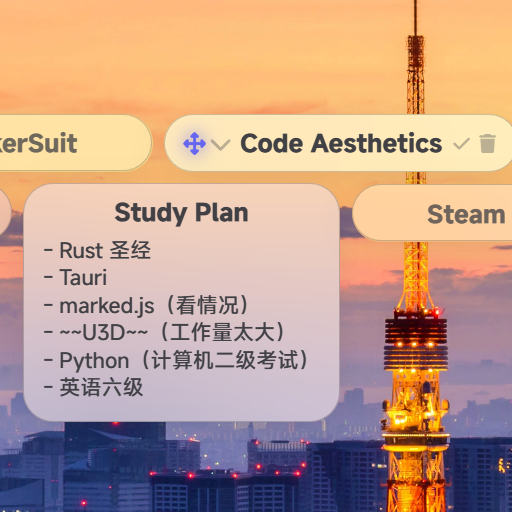 kerSuit
Code Aesthetics
Study Plan
Steam
- Rust 圣经
- Tauri
- marked.js（看情况）
- ~~U3D~~（工作量太大）
- Python（计算机二级考试）
- 英语六级